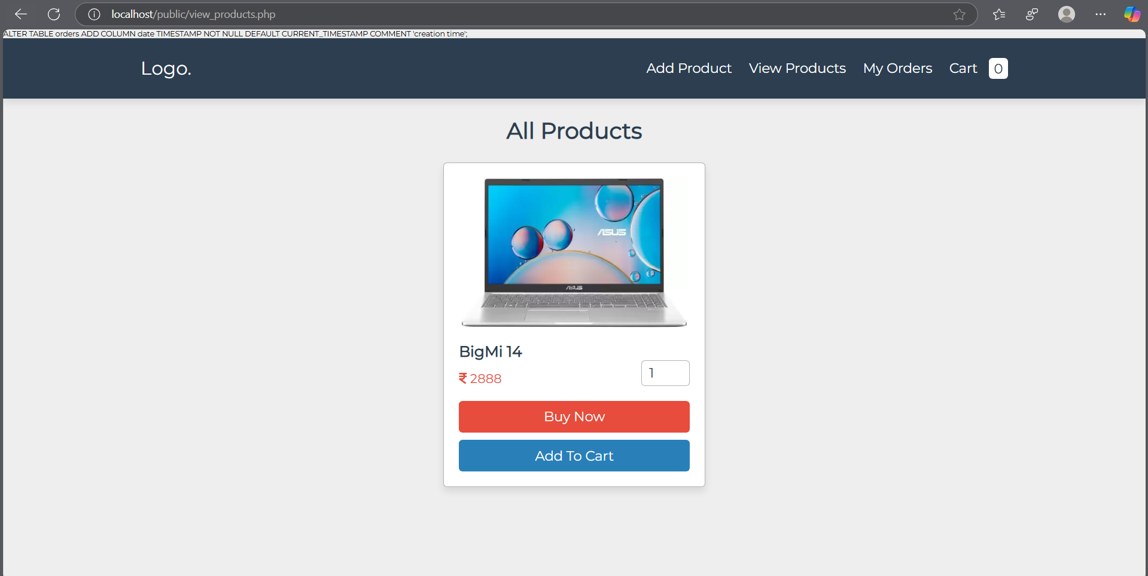 localhost/public/view_products.php
ALTER TABLE orders ADD COLUMN date TIMESTAMP NOT NULL DEFAULT CURRENT_TIMESTAMP COMMENT 'creation time';
Logo. Add Product View Products My Orders Cart 0
All Products
ASUS
ASUS
BigMi 14
₹ 2888
1
Buy Now
Add To Cart